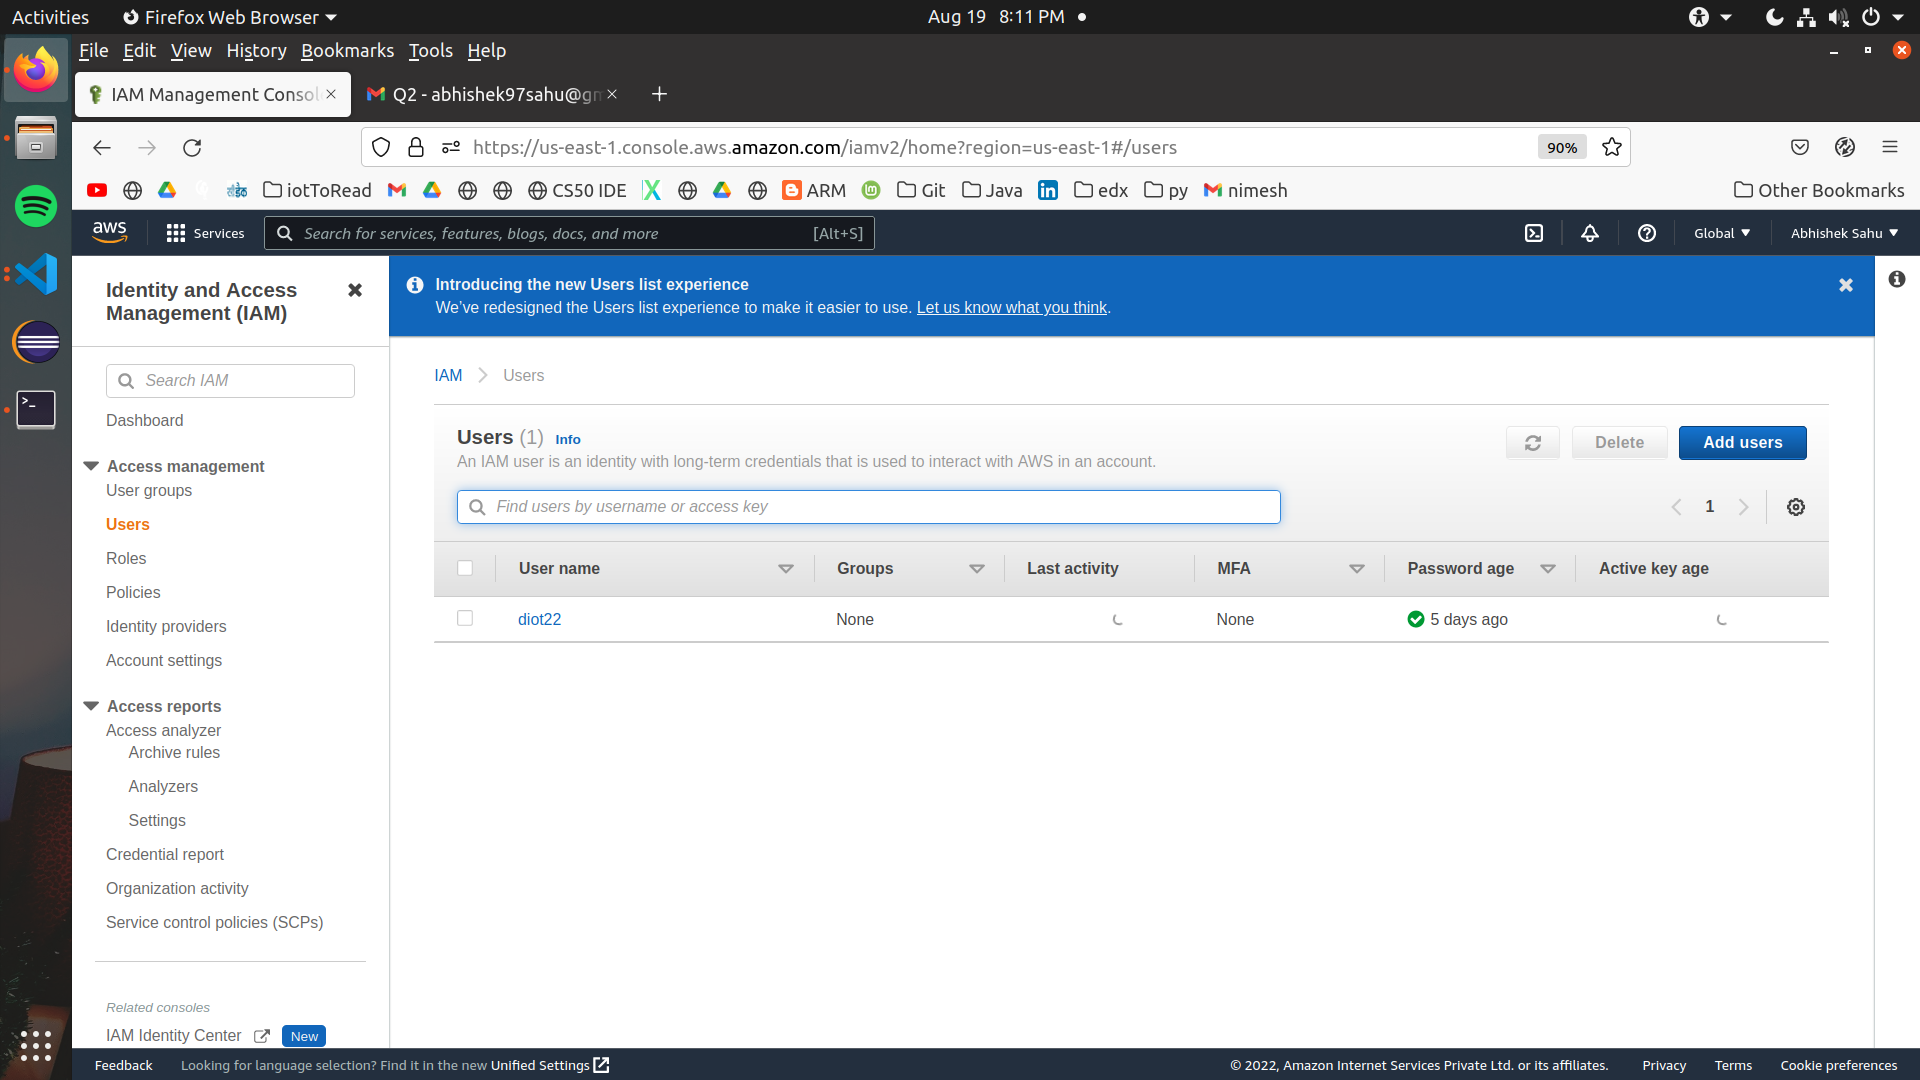 Activities
Firefox Web Browser
Aug 19 8:11 PM
File Edit View History Bookmarks Tools Help
IAM Management Consol
Q2 - abhishek97sahu@gm
https://us-east-1.console.aws.amazon.com/iamv2/home?region=us-east-1#/users
90%
iotToRead
CS50 IDE
ARM
Git
Java
edx
py
nimesh
Other Bookmarks
aws
Services
Search for services, features, blogs, docs, and more
[Alt+S]
Global
Abhishek Sahu
Identity and Access
Management (IAM)
Search IAM
Dashboard
Access management
User groups
Users
Roles
Policies
Identity providers
Account settings
Access reports
Access analyzer
Archive rules
Analyzers
Settings
Credential report
Organization activity
Service control policies (SCPs)
Related consoles
IAM Identity Center
New
Introducing the new Users list experience
We've redesigned the Users list experience to make it easier to use. Let us know what you think.
IAM
Users
Users (1) Info
An IAM user is an identity with long-term credentials that is used to interact with AWS in an account.
Delete
Add users
Find users by username or access key
1
User name Groups Last activity MFA Password age Active key age
diot22 None None 5 days ago
Feedback
Looking for language selection? Find it in the new Unified Settings
© 2022, Amazon Internet Services Private Ltd. or its affiliates.
Privacy
Terms
Cookie preferences